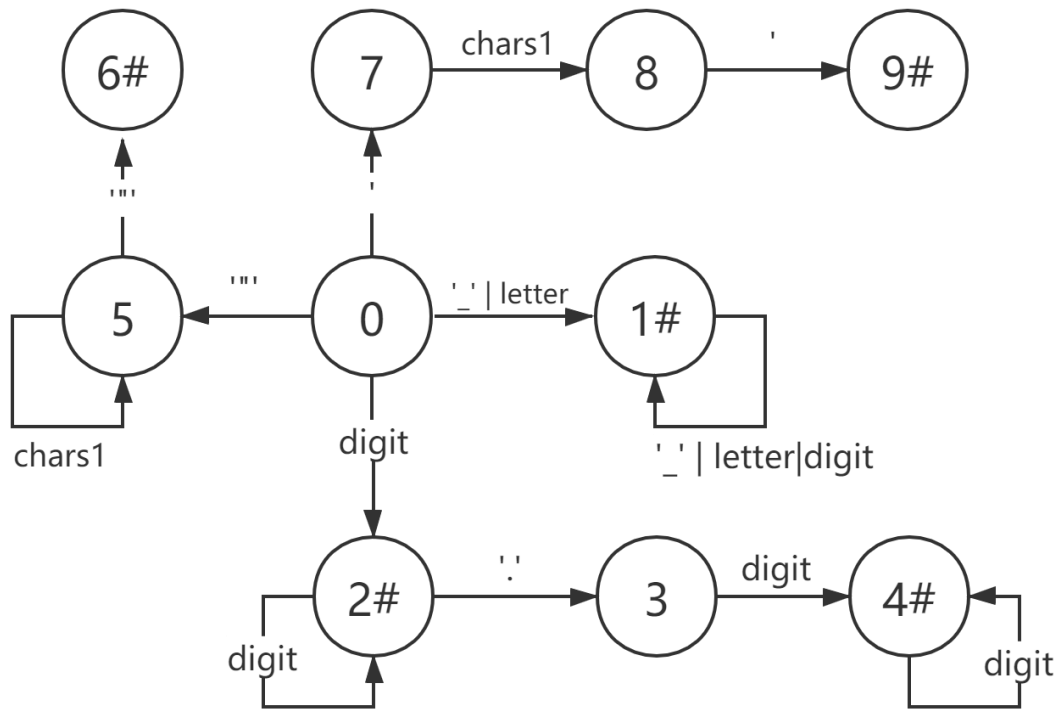 chars1
'
6#
7
8
9#
'"'
'
'"'
'_' | letter
5
0
1#
chars1
digit
'_' | letter|digit
'.'
digit
2#
3
4#
digit
digit